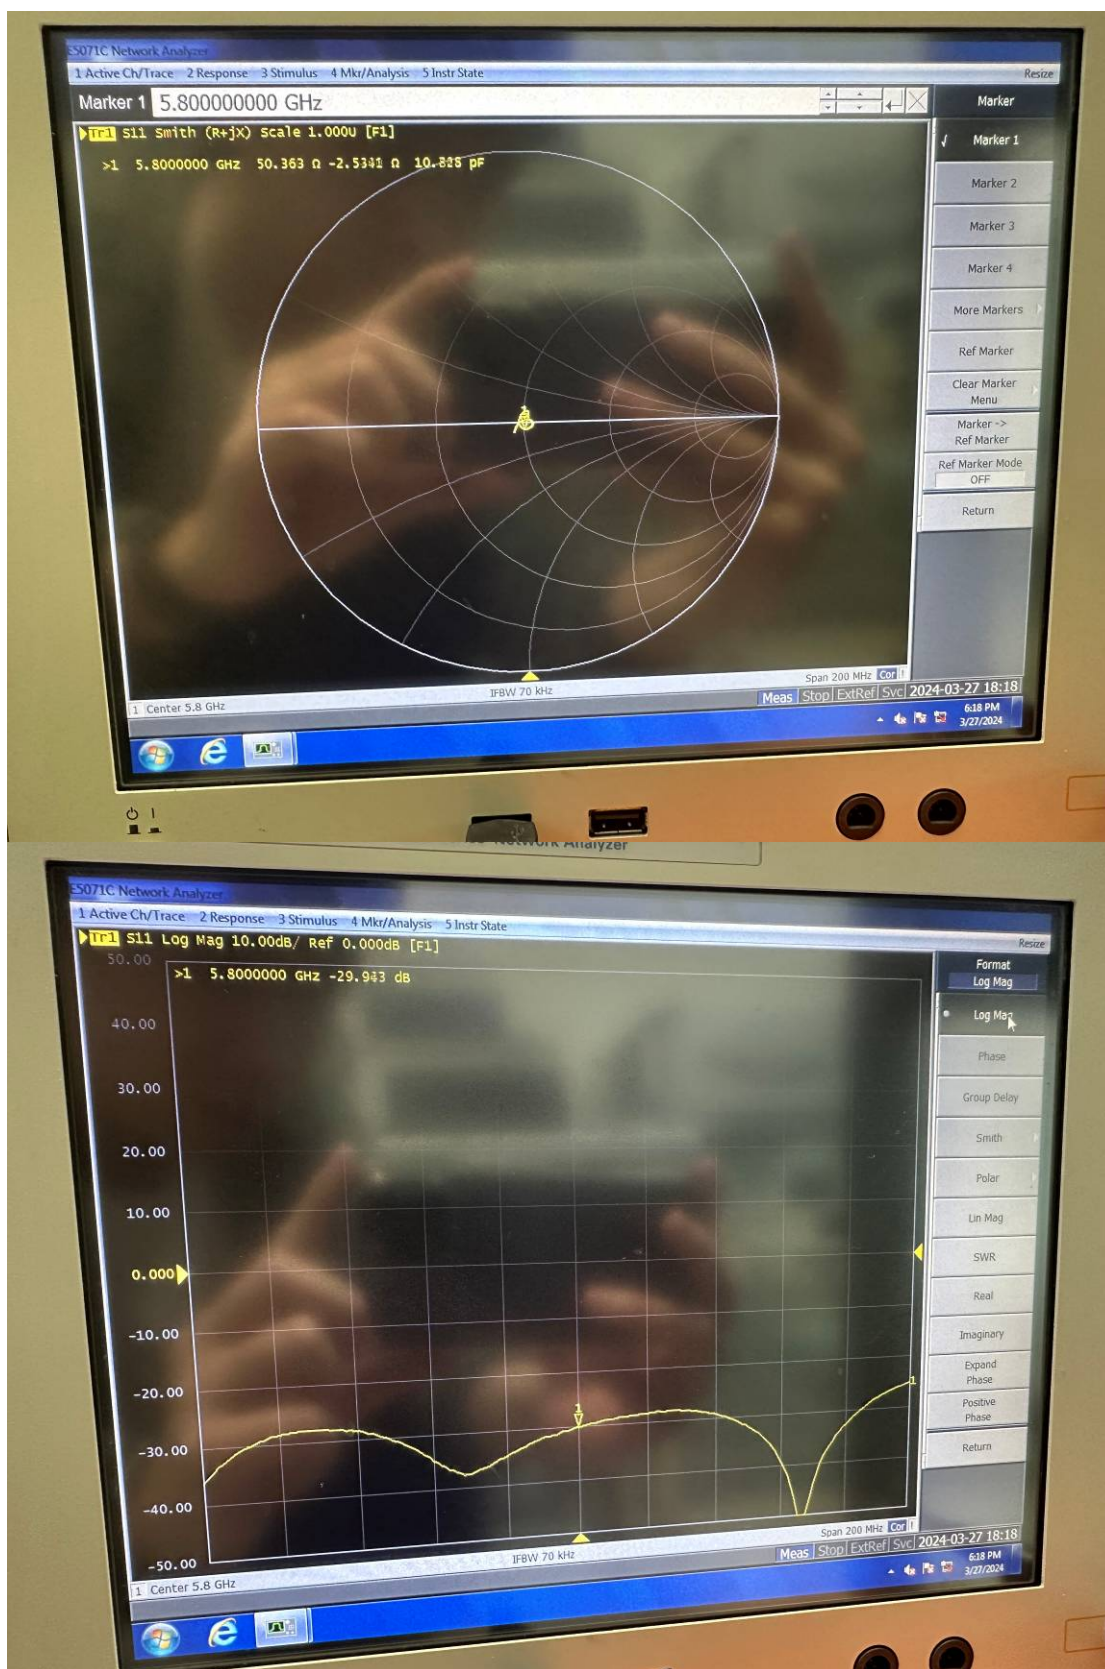 E5071C Network Analyzer
1 Active Ch/Trace 2 Response 3 Stimulus 4 Mkr/Analysis 5 Instr State
Resize
Marker 1 5.800000000 GHz
Marker
Tr1 S11 Smith (R+jX) Scale 1.000U [F1]
>1 5.8000000 GHz 50.363 Ω -2.5341 Ω 10.828 pF
Marker 1
Marker 2
Marker 3
Marker 4
More Markers
Ref Marker
Clear Marker
Menu
Marker ->
Ref Marker
Ref Marker Mode
OFF
Return
1
1 Center 5.8 GHz
IFBW 70 kHz
Span 200 MHz Cor !
Meas Stop ExtRef Svc 2024-03-27 18:18
6:18 PM
3/27/2024
Network Analyzer
E5071C Network Analyzer
1 Active Ch/Trace 2 Response 3 Stimulus 4 Mkr/Analysis 5 Instr State
Resize
Tr1 S11 Log Mag 10.00dB/ Ref 0.000dB [F1]
>1 5.8000000 GHz -29.943 dB
50.00
40.00
30.00
20.00
10.00
0.000
-10.00
-20.00
-30.00
-40.00
-50.00
1
1
Format
Log Mag
Log Mag
Phase
Group Delay
Smith
Polar
Lin Mag
SWR
Real
Imaginary
Expand
Phase
Positive
Phase
Return
1 Center 5.8 GHz
IFBW 70 kHz
Span 200 MHz Cor !
Meas Stop ExtRef Svc 2024-03-27 18:18
6:18 PM
3/27/2024